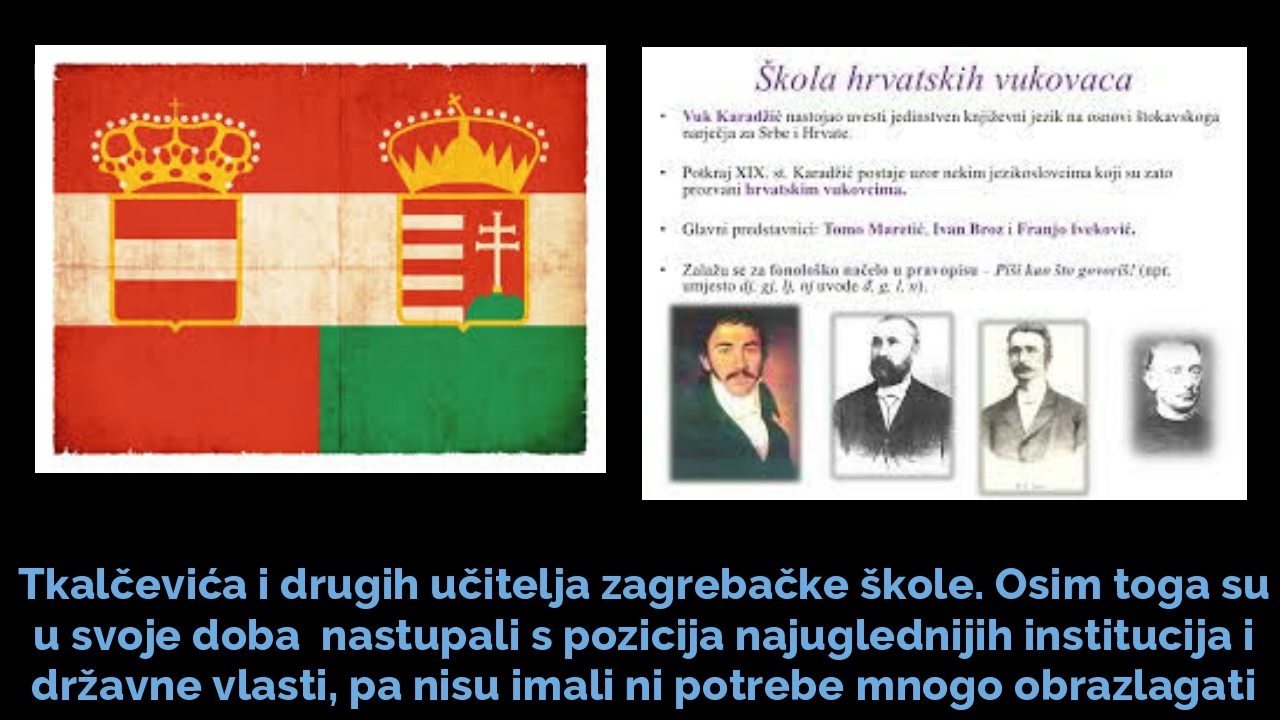 Škola hrvatskih vukovaca
• Vuk Karadžić nastojao uvesti jedinstven književni jezik na osnovi štokavskoga
narječja za Srbe i Hrvate.
• Potkraj XIX. st. Karadžić postaje uzor nekim jezikoslovcima koji su zato
prozvani hrvatskim vukovcima.
• Glavni predstavnici: Tomo Maretić, Ivan Broz i Franjo Iveković.
• Zalažu se za fonološko načelo u pravopisu – Piši kao što govoriš! (npr.
umjesto dj, gj, lj, nj uvode đ, g, l, n).
Tkalčevića i drugih učitelja zagrebačke škole. Osim toga su
u svoje doba nastupali s pozicija najuglednijih institucija i
državne vlasti, pa nisu imali ni potrebe mnogo obrazlagati